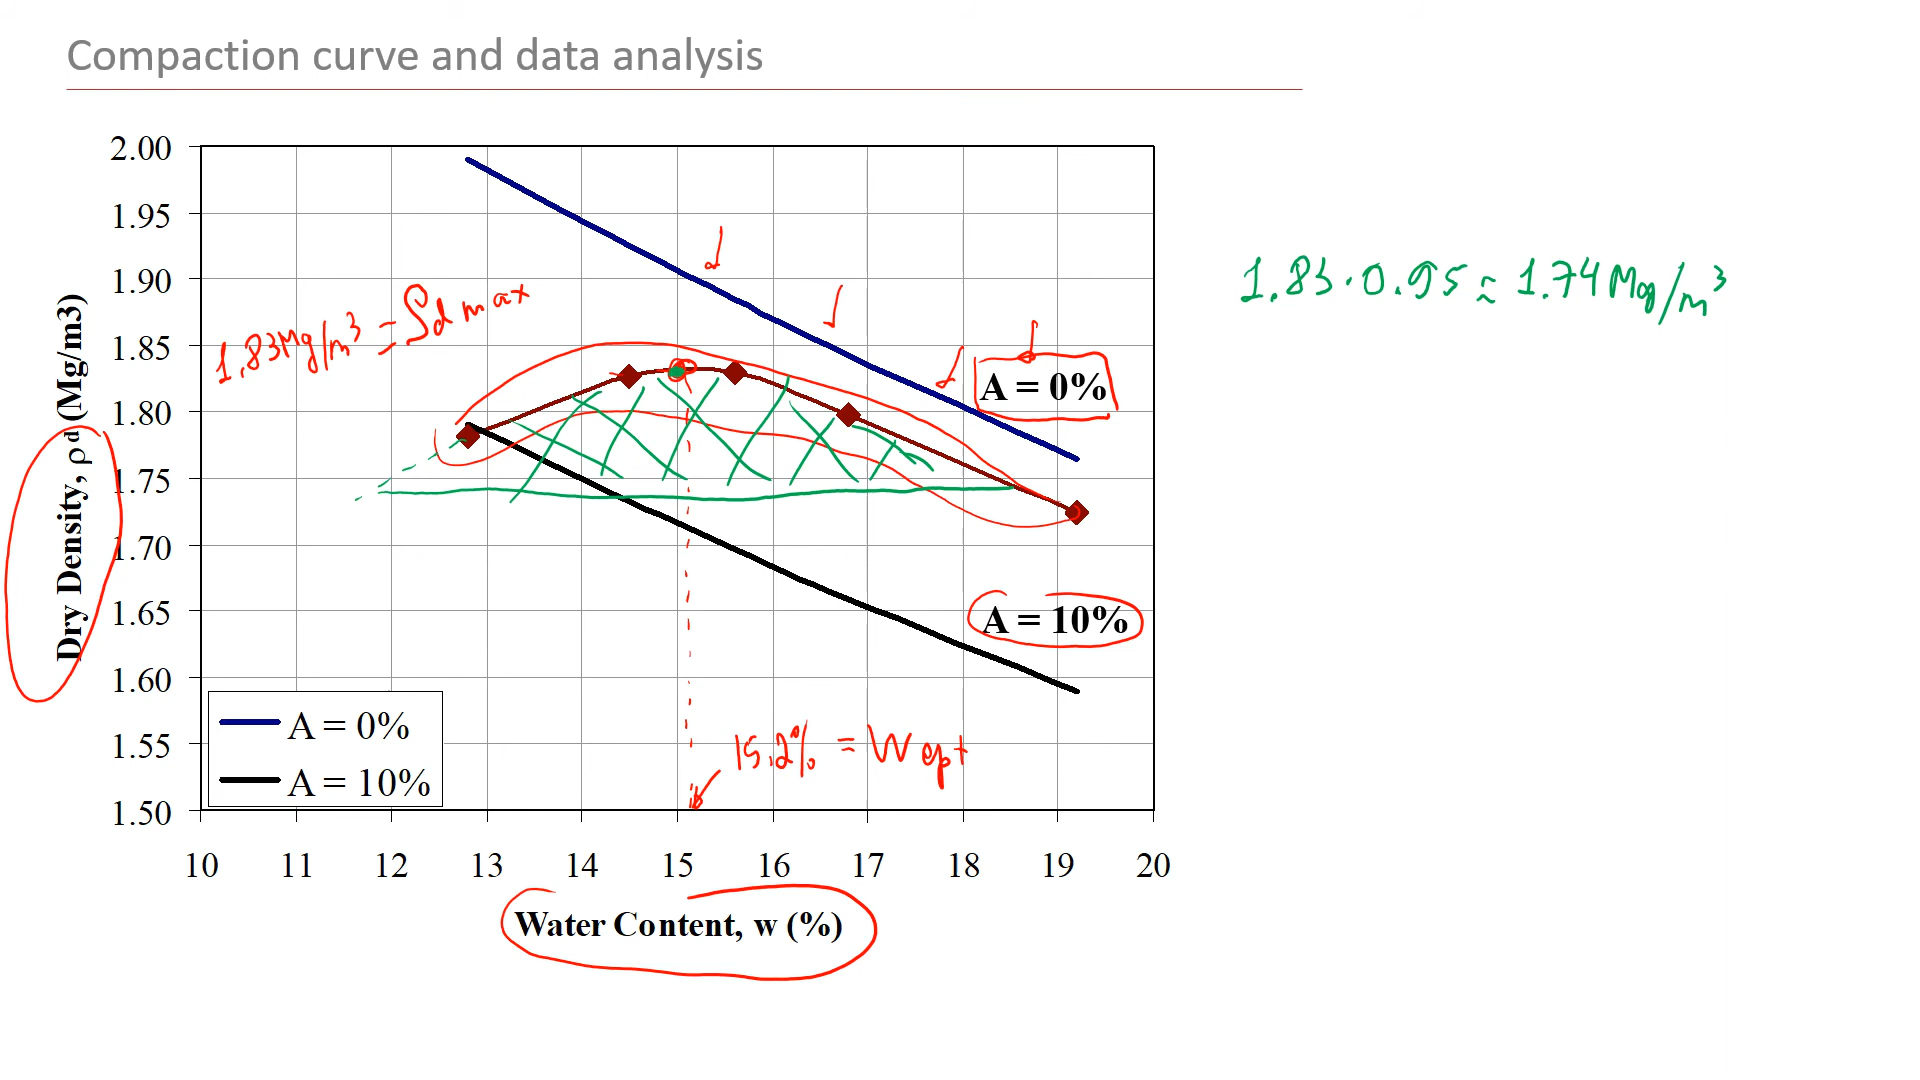 Compaction curve and data analysis
2.00
1.95
1.90
1.85
1.80
1.75
1.70
1.65
1.60
1.55
1.50
Dry Density, ρd (Mg/m3)
1.83Mg/m³ = ρd max
1.83·0.95≈1.74Mg/m³
A = 0%
A = 10%
15.2% = Wopt
A = 0%
A = 10%
10 11 12 13 14 15 16 17 18 19 20
Water Content, w (%)